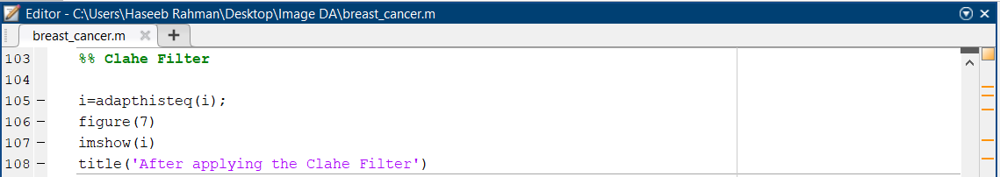 Editor - C:\Users\Haseeb Rahman\Desktop\Image DA\breast_cancer.m
breast_cancer.m
103 %% Clahe Filter
104
105 – i=adapthisteq(i);
106 – figure(7)
107 – imshow(i)
108 – title('After applying the Clahe Filter')